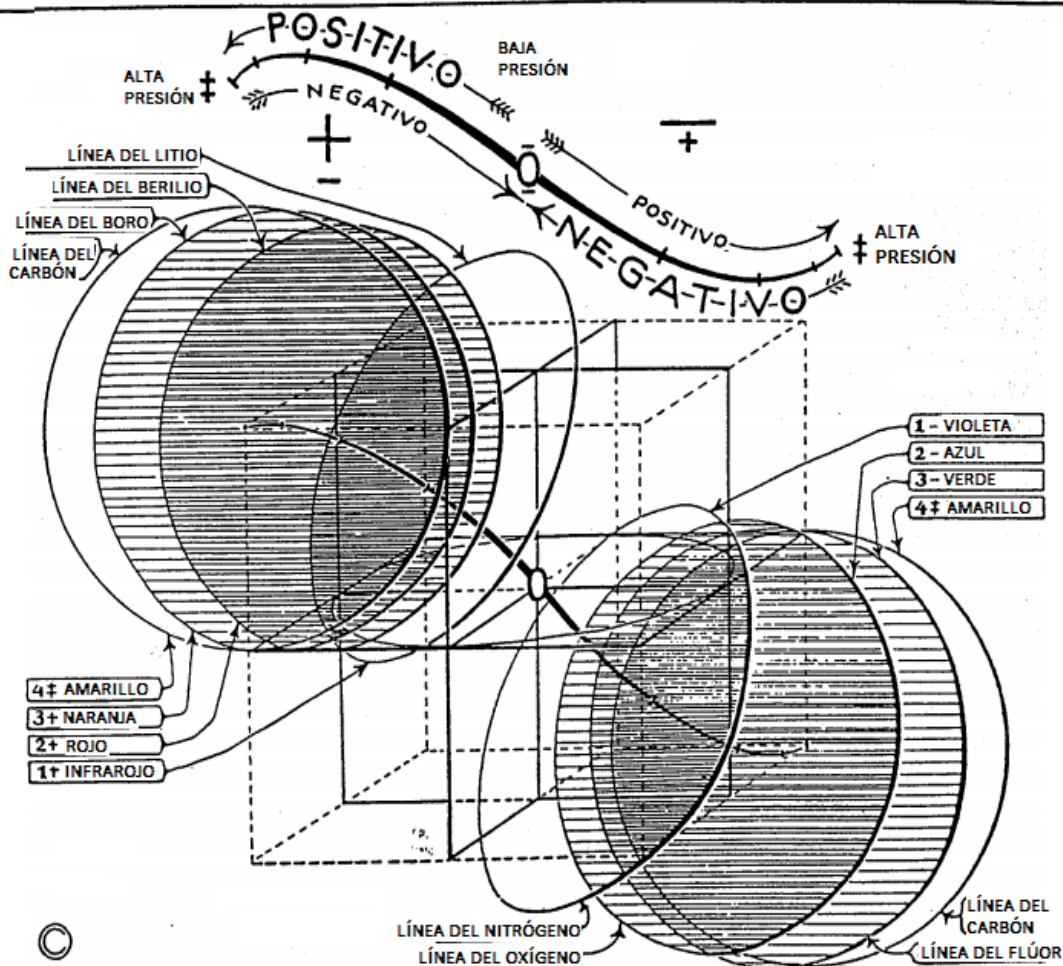 POSITIVO
BAJA
PRESIÓN
ALTA
PRESIÓN ‡
NEGATIVO
+
-
-
+
0
POSITIVO
NEGATIVO
‡ ALTA
PRESIÓN
LÍNEA DEL LITIO
LÍNEA DEL BERILIO
LÍNEA DEL BORO
LÍNEA DEL
CARBÓN
1- VIOLETA
2- AZUL
3- VERDE
4‡ AMARILLO
4‡ AMARILLO
3+ NARANJA
2+ ROJO
1+ INFRAROJO
LÍNEA DEL NITRÓGENO
LÍNEA DEL OXÍGENO
LÍNEA DEL
CARBÓN
LÍNEA DEL FLÚOR
©